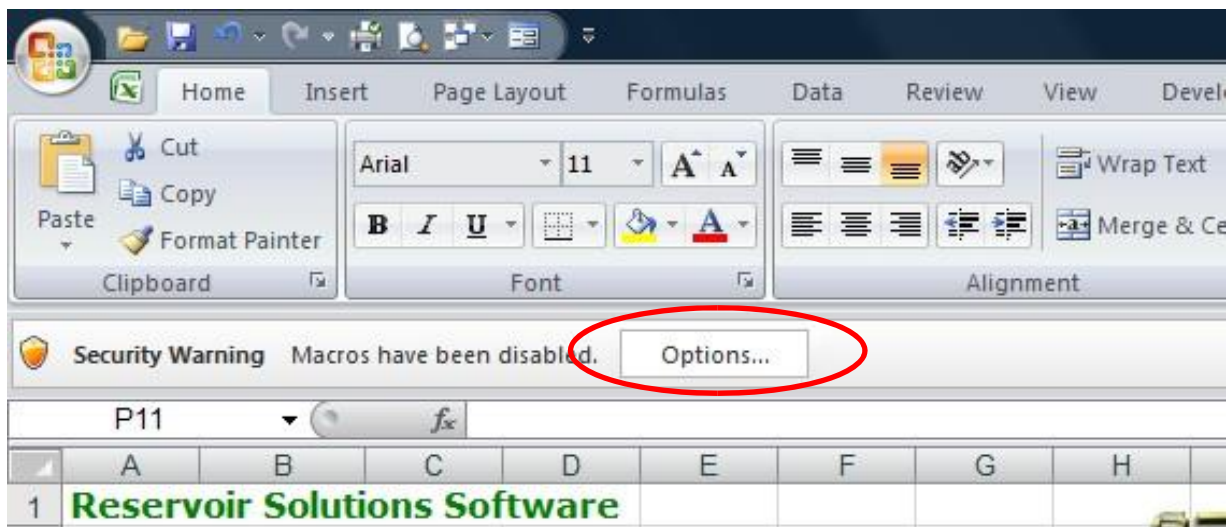 Home Insert Page Layout Formulas Data Review View Devel
Cut
Copy
Paste
Format Painter
Clipboard
Arial 11 A A
B I U A
Font
Wrap Text
Merge & Ce
Alignment
Security Warning Macros have been disabled. Options...
P11 fx
A B C D E F G H
1 Reservoir Solutions Software